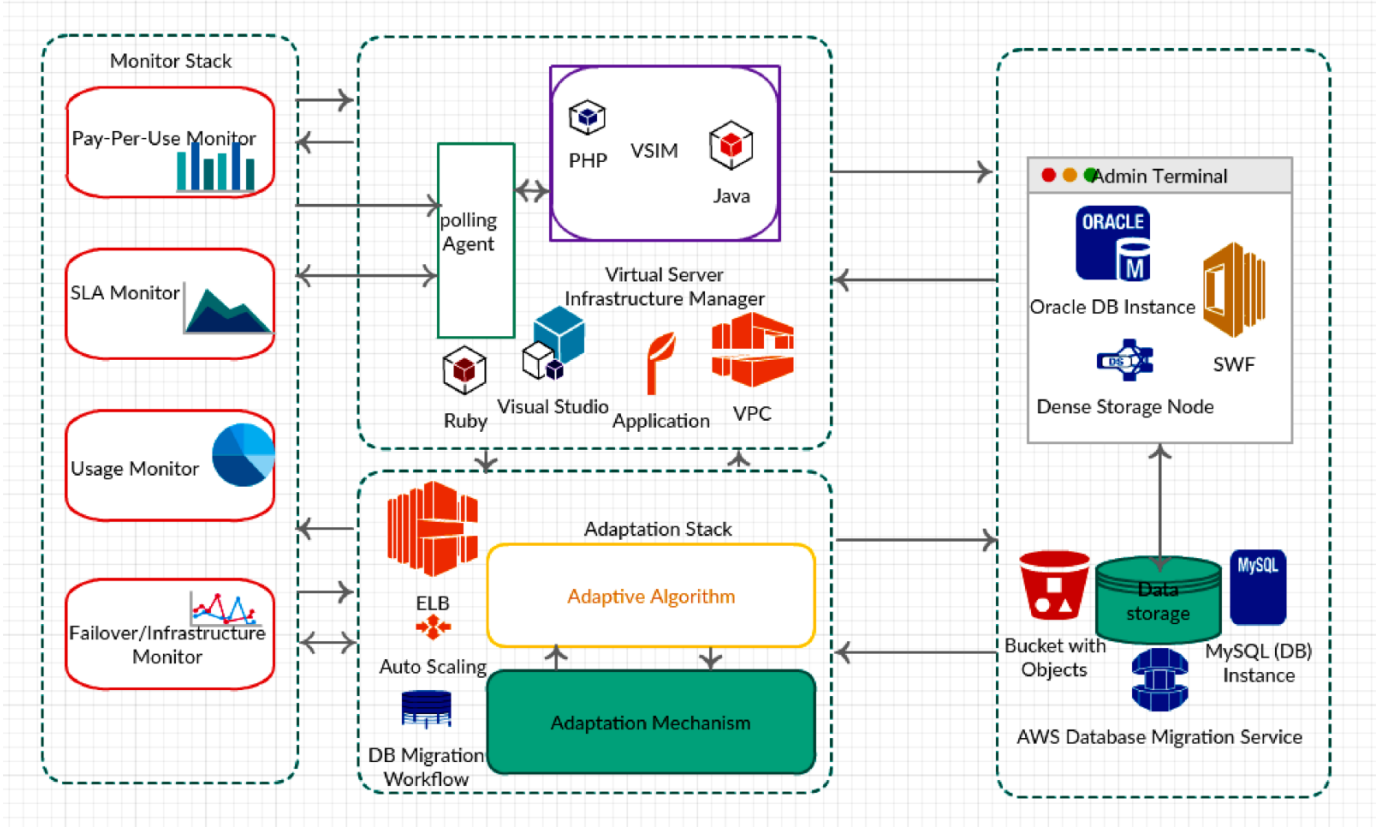 Monitor Stack
Pay-Per-Use Monitor
SLA Monitor
Usage Monitor
Failover/Infrastructure
Monitor
PHP
VSIM
Java
polling
Agent
Virtual Server
Infrastructure Manager
Ruby
Visual Studio
Application
VPC
Adaptation Stack
ELB
Adaptive Algorithm
Auto Scaling
Adaptation Mechanism
DB Migration
Workflow
Admin Terminal
ORACLE
M
Oracle DB Instance
SWF
DS
Dense Storage Node
Data
storage
MySQL
Bucket with
Objects
MySQL (DB)
Instance
AWS Database Migration Service